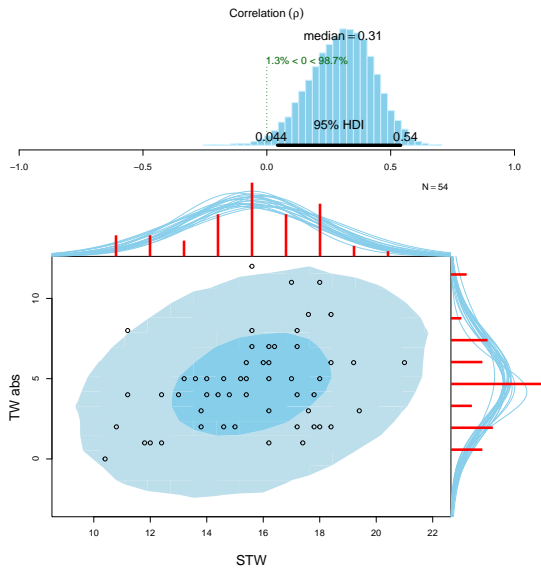 Correlation (ρ)
median = 0.31
1.3% < 0 < 98.7%
95% HDI
0.044 0.54
−1.0 −0.5 0.0 0.5 1.0
N = 54
10
5
0
TW abs
10 12 14 16 18 20 22
STW